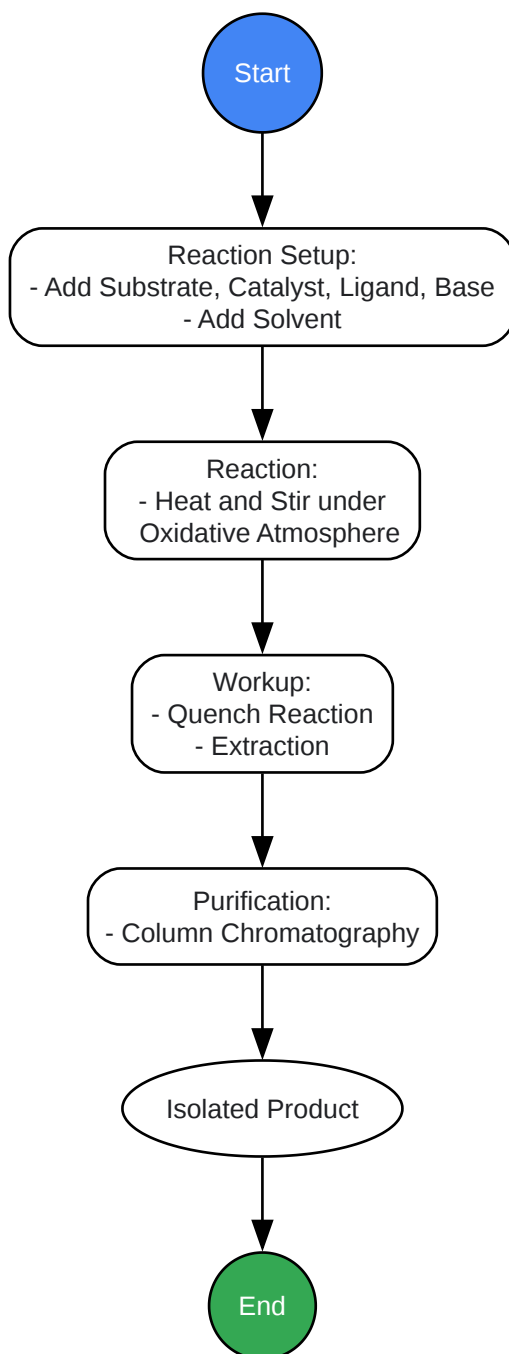 Start
Reaction Setup:
- Add Substrate, Catalyst, Ligand, Base
- Add Solvent
Reaction:
- Heat and Stir under
Oxidative Atmosphere
Workup:
- Quench Reaction
- Extraction
Purification:
- Column Chromatography
Isolated Product
End